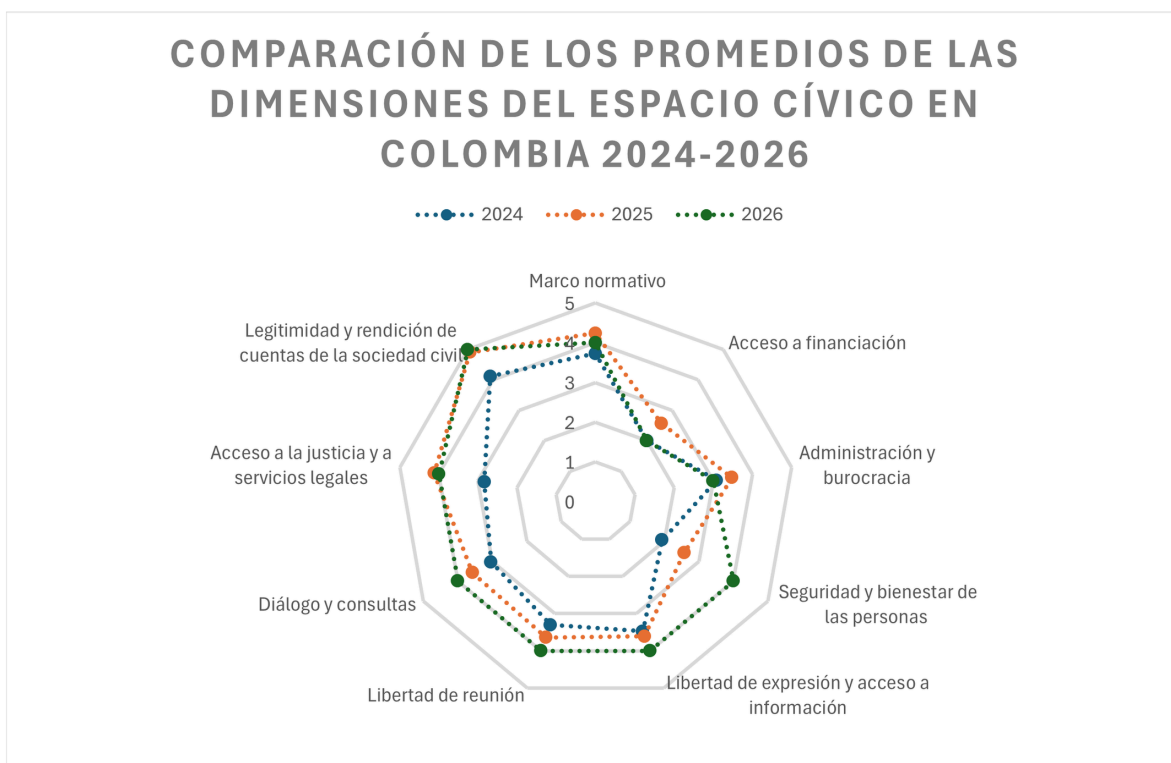 COMPARACIÓN DE LOS PROMEDIOS DE LAS
DIMENSIONES DEL ESPACIO CÍVICO EN
COLOMBIA 2024-2026
2024 2025 2026
Marco normativo
5
4
3
2
1
0
Acceso a financiación
Administración y
burocracia
Seguridad y bienestar de
las personas
Libertad de expresión y acceso a
información
Libertad de reunión
Diálogo y consultas
Acceso a la justicia y a
servicios legales
Legitimidad y rendición de
cuentas de la sociedad civil